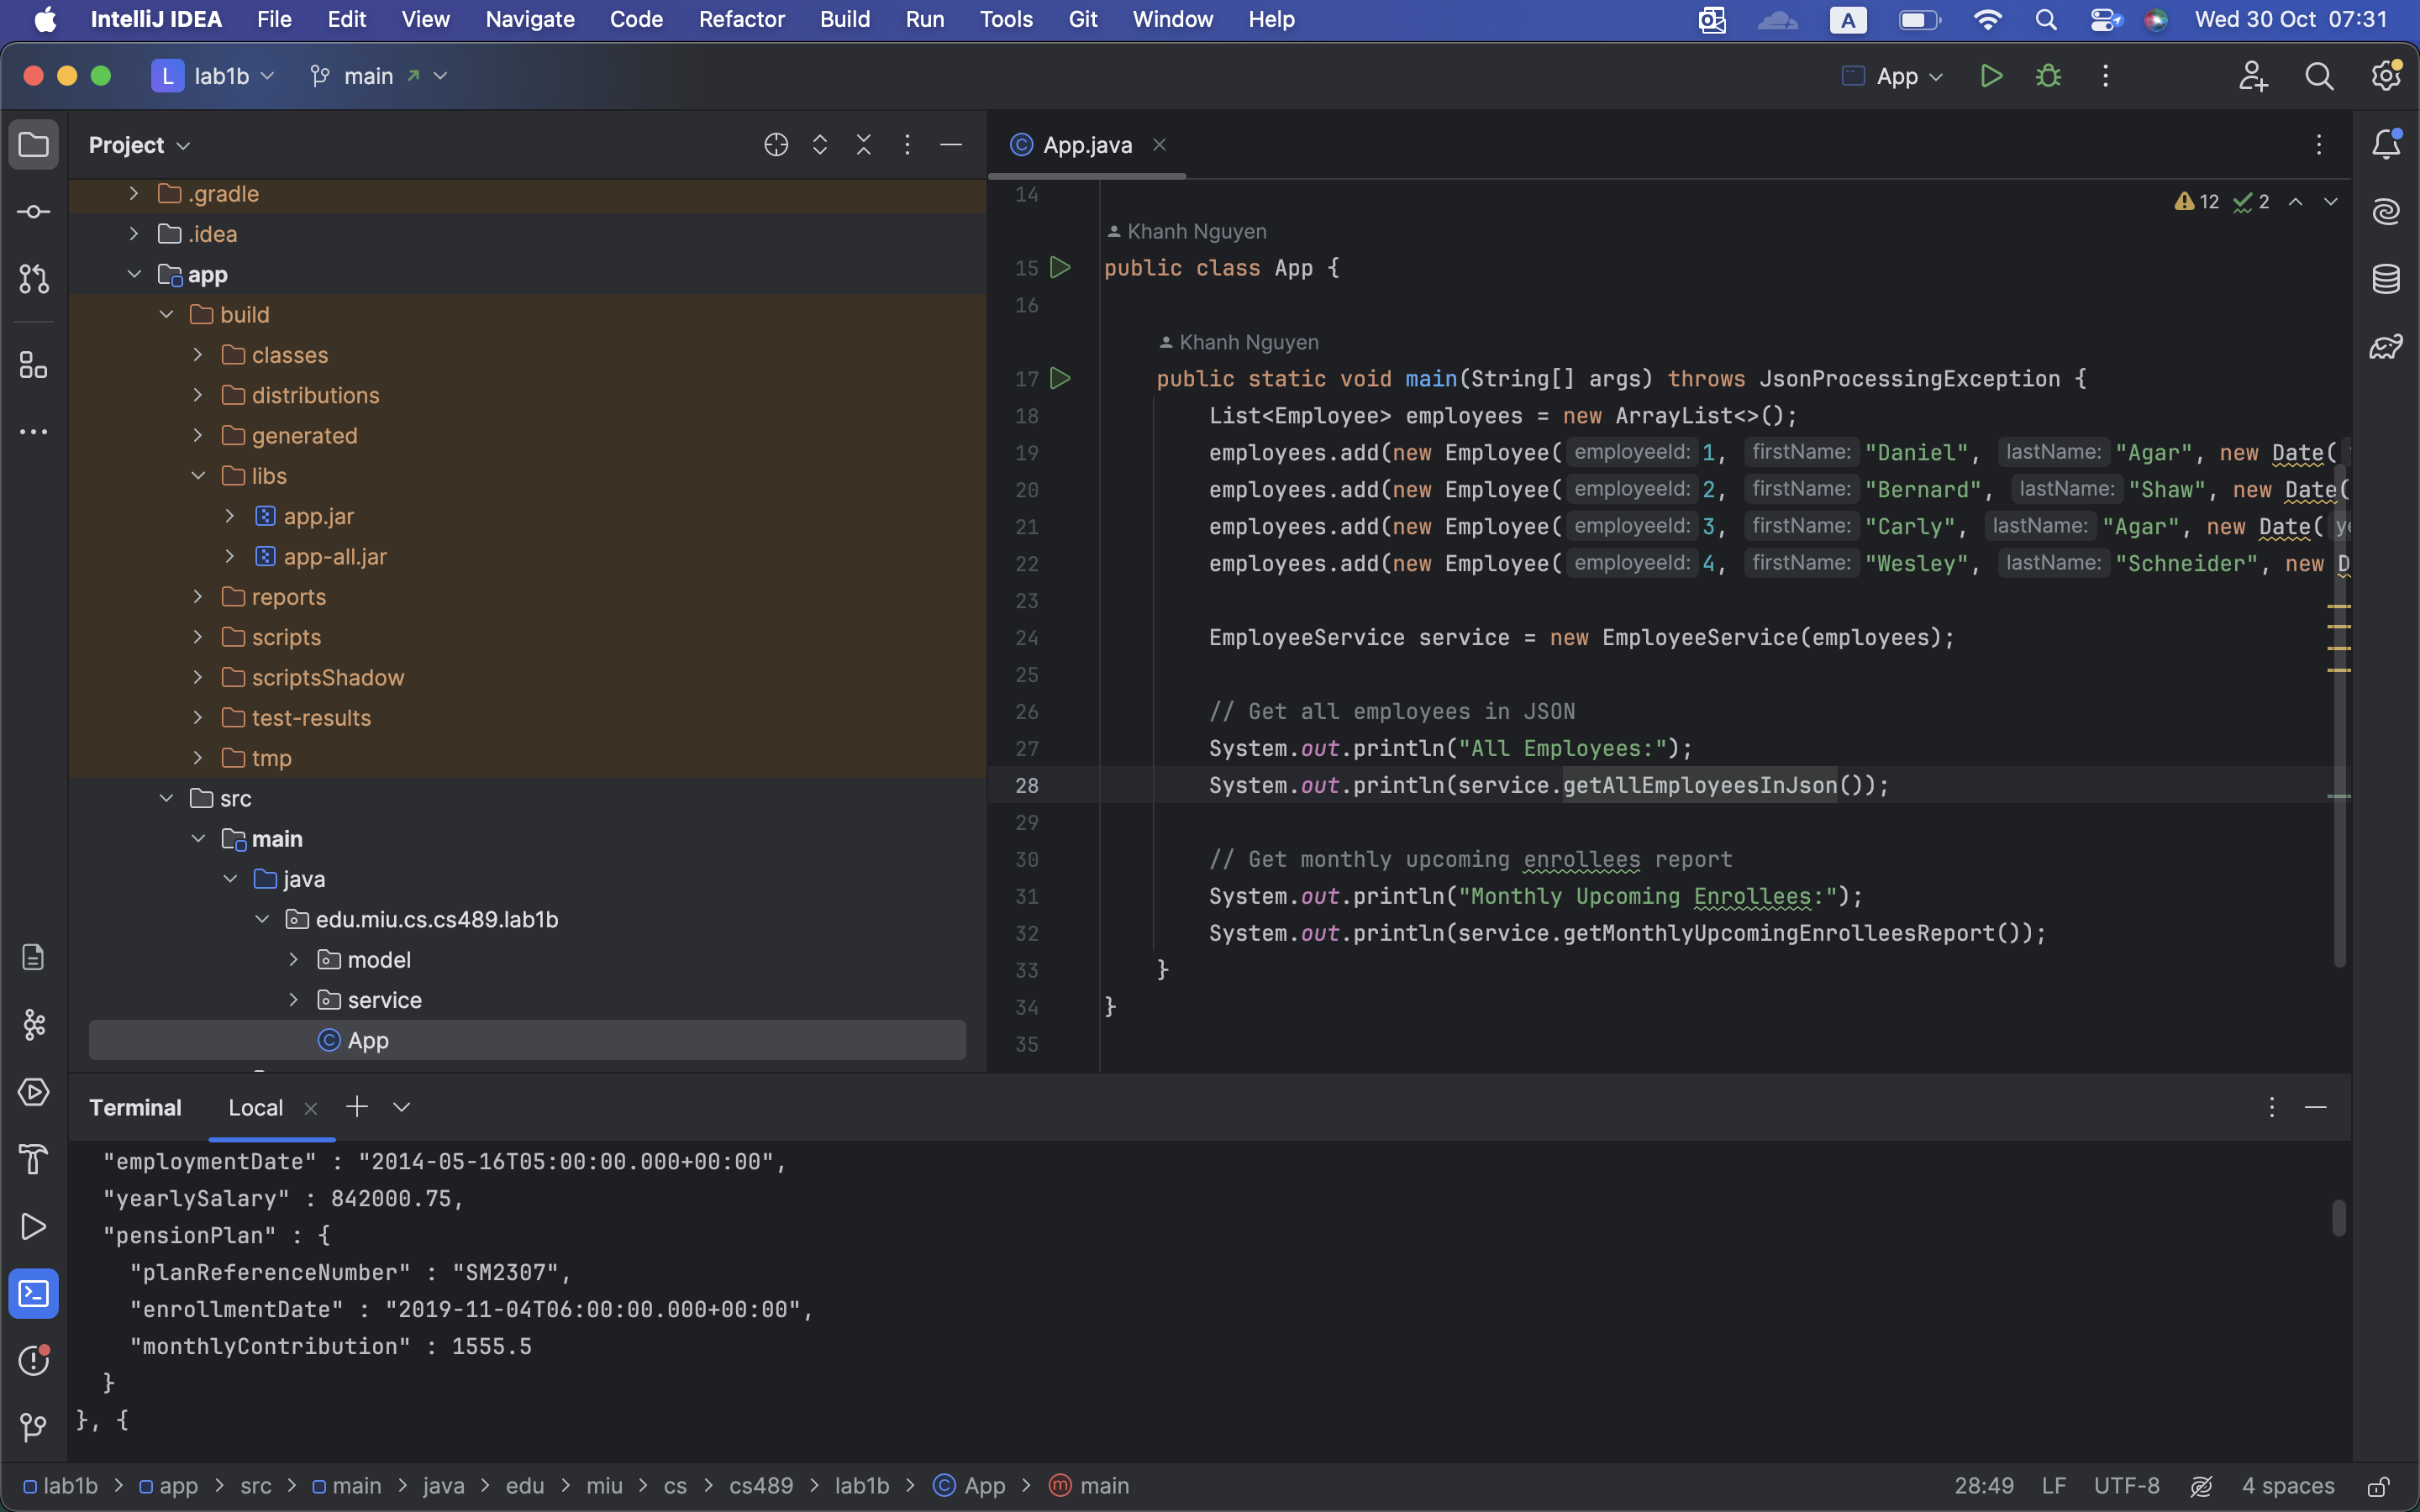 IntelliJ IDEA File Edit View Navigate Code Refactor Build Run Tools Git Window Help A Wed 30 Oct 07:31
L lab1b main App
Project
.gradle
.idea
app
build
classes
distributions
generated
libs
app.jar
app-all.jar
reports
scripts
scriptsShadow
test-results
tmp
src
main
java
edu.miu.cs.cs489.lab1b
model
service
App
App.java
12 2
14
Khanh Nguyen
15 public class App {
16
Khanh Nguyen
17 public static void main(String[] args) throws JsonProcessingException {
18 List<Employee> employees = new ArrayList<>();
19 employees.add(new Employee( employeeId: 1, firstName: "Daniel", lastName: "Agar", new Date(
20 employees.add(new Employee( employeeId: 2, firstName: "Bernard", lastName: "Shaw", new Date(
21 employees.add(new Employee( employeeId: 3, firstName: "Carly", lastName: "Agar", new Date( ye
22 employees.add(new Employee( employeeId: 4, firstName: "Wesley", lastName: "Schneider", new D
23
24 EmployeeService service = new EmployeeService(employees);
25
26 // Get all employees in JSON
27 System.out.println("All Employees:");
28 System.out.println(service.getAllEmployeesInJson());
29
30 // Get monthly upcoming enrollees report
31 System.out.println("Monthly Upcoming Enrollees:");
32 System.out.println(service.getMonthlyUpcomingEnrolleesReport());
33 }
34 }
35
Terminal Local
"employmentDate" : "2014-05-16T05:00:00.000+00:00",
"yearlySalary" : 842000.75,
"pensionPlan" : {
"planReferenceNumber" : "SM2307",
"enrollmentDate" : "2019-11-04T06:00:00.000+00:00",
"monthlyContribution" : 1555.5
}
}, {
lab1b > app > src > main > java > edu > miu > cs > cs489 > lab1b > App > main 28:49 LF UTF-8 4 spaces